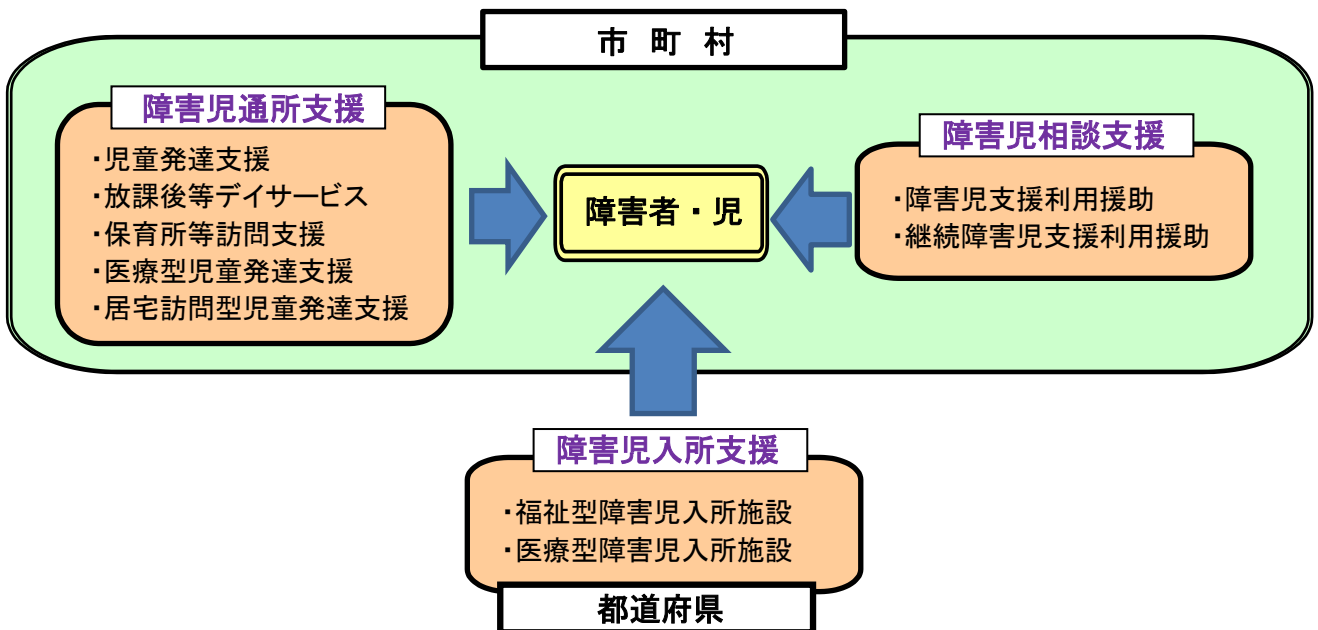 市 町 村
障害児通所支援
・児童発達支援
・放課後等デイサービス
・保育所等訪問支援
・医療型児童発達支援
・居宅訪問型児童発達支援
障害者・児
障害児相談支援
・障害児支援利用援助
・継続障害児支援利用援助
障害児入所支援
・福祉型障害児入所施設
・医療型障害児入所施設
都道府県